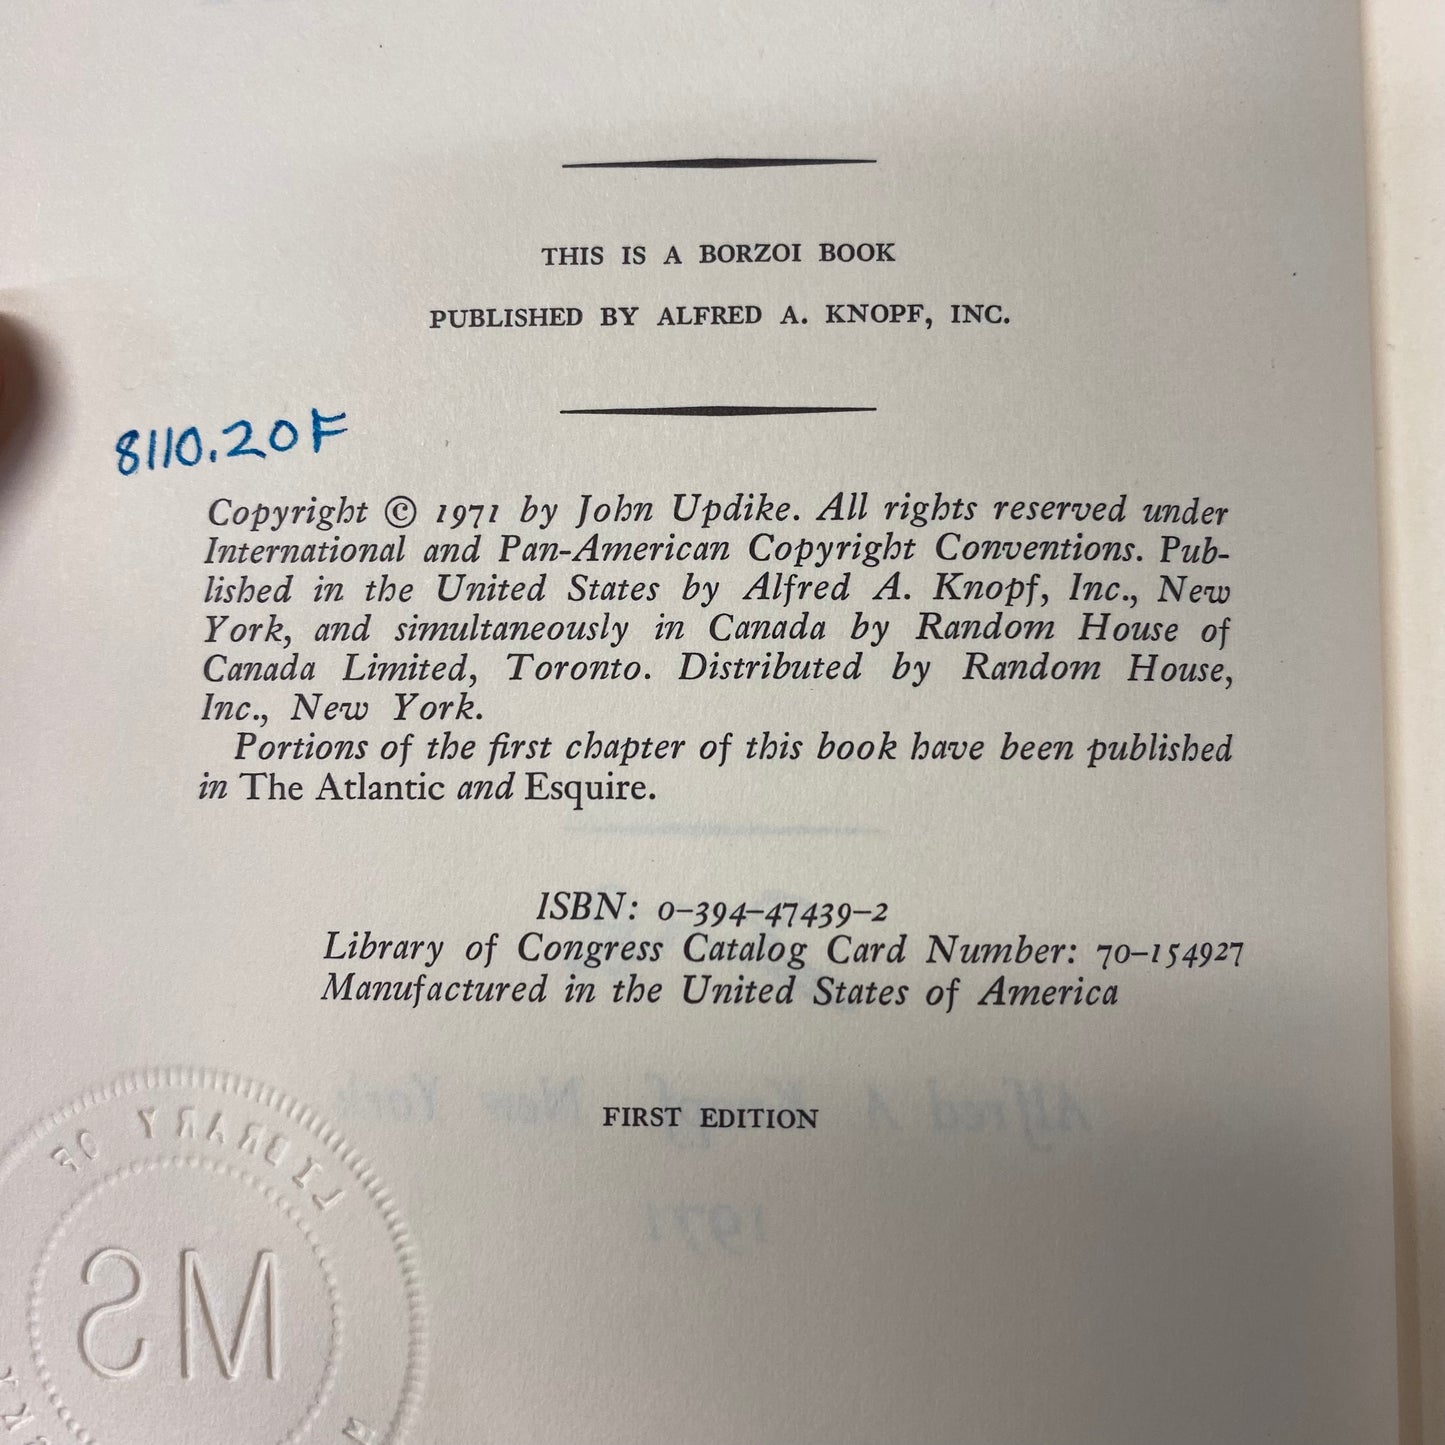 THIS IS A BORZOI BOOK
PUBLISHED BY ALFRED A. KNOPF, INC.
8110.20F
Copyright © 1971 by John Updike. All rights reserved under
International and Pan-American Copyright Conventions. Pub-
lished in the United States by Alfred A. Knopf, Inc., New
York, and simultaneously in Canada by Random House of
Canada Limited, Toronto. Distributed by Random House,
Inc., New York.
Portions of the first chapter of this book have been published
in The Atlantic and Esquire.
ISBN: 0-394-47439-2
Library of Congress Catalog Card Number: 70-154927
Manufactured in the United States of America
FIRST EDITION
LIBRARY OF
MS